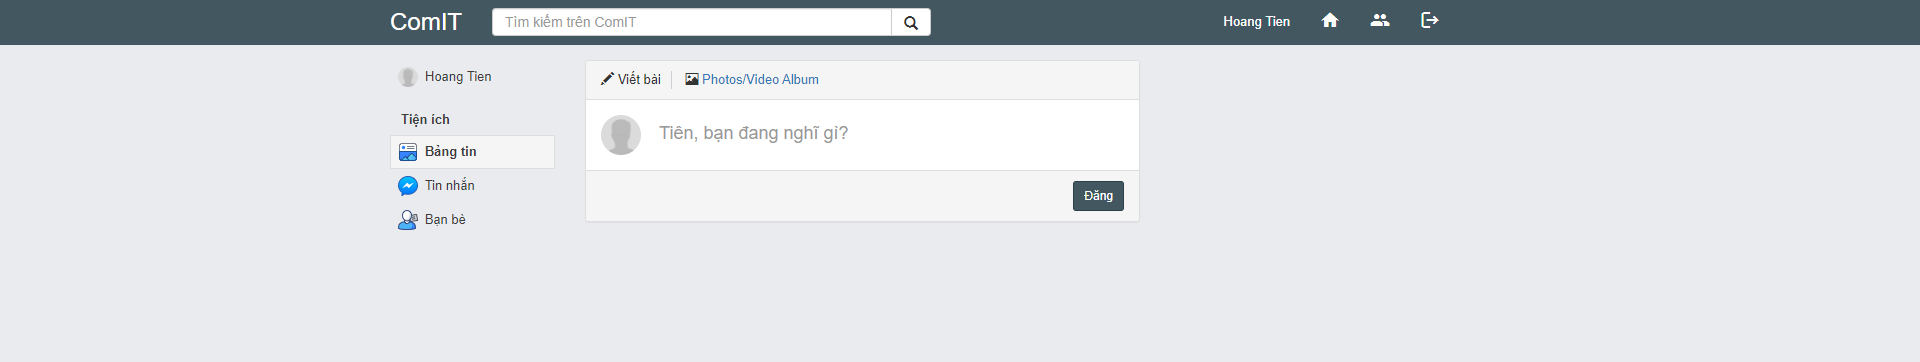 ComIT
Tìm kiếm trên ComIT
Hoang Tien
Hoang Tien
Tiện ích
Bảng tin
Tin nhắn
Bạn bè
Viết bài
Photos/Video Album
Tiên, bạn đang nghĩ gì?
Đăng